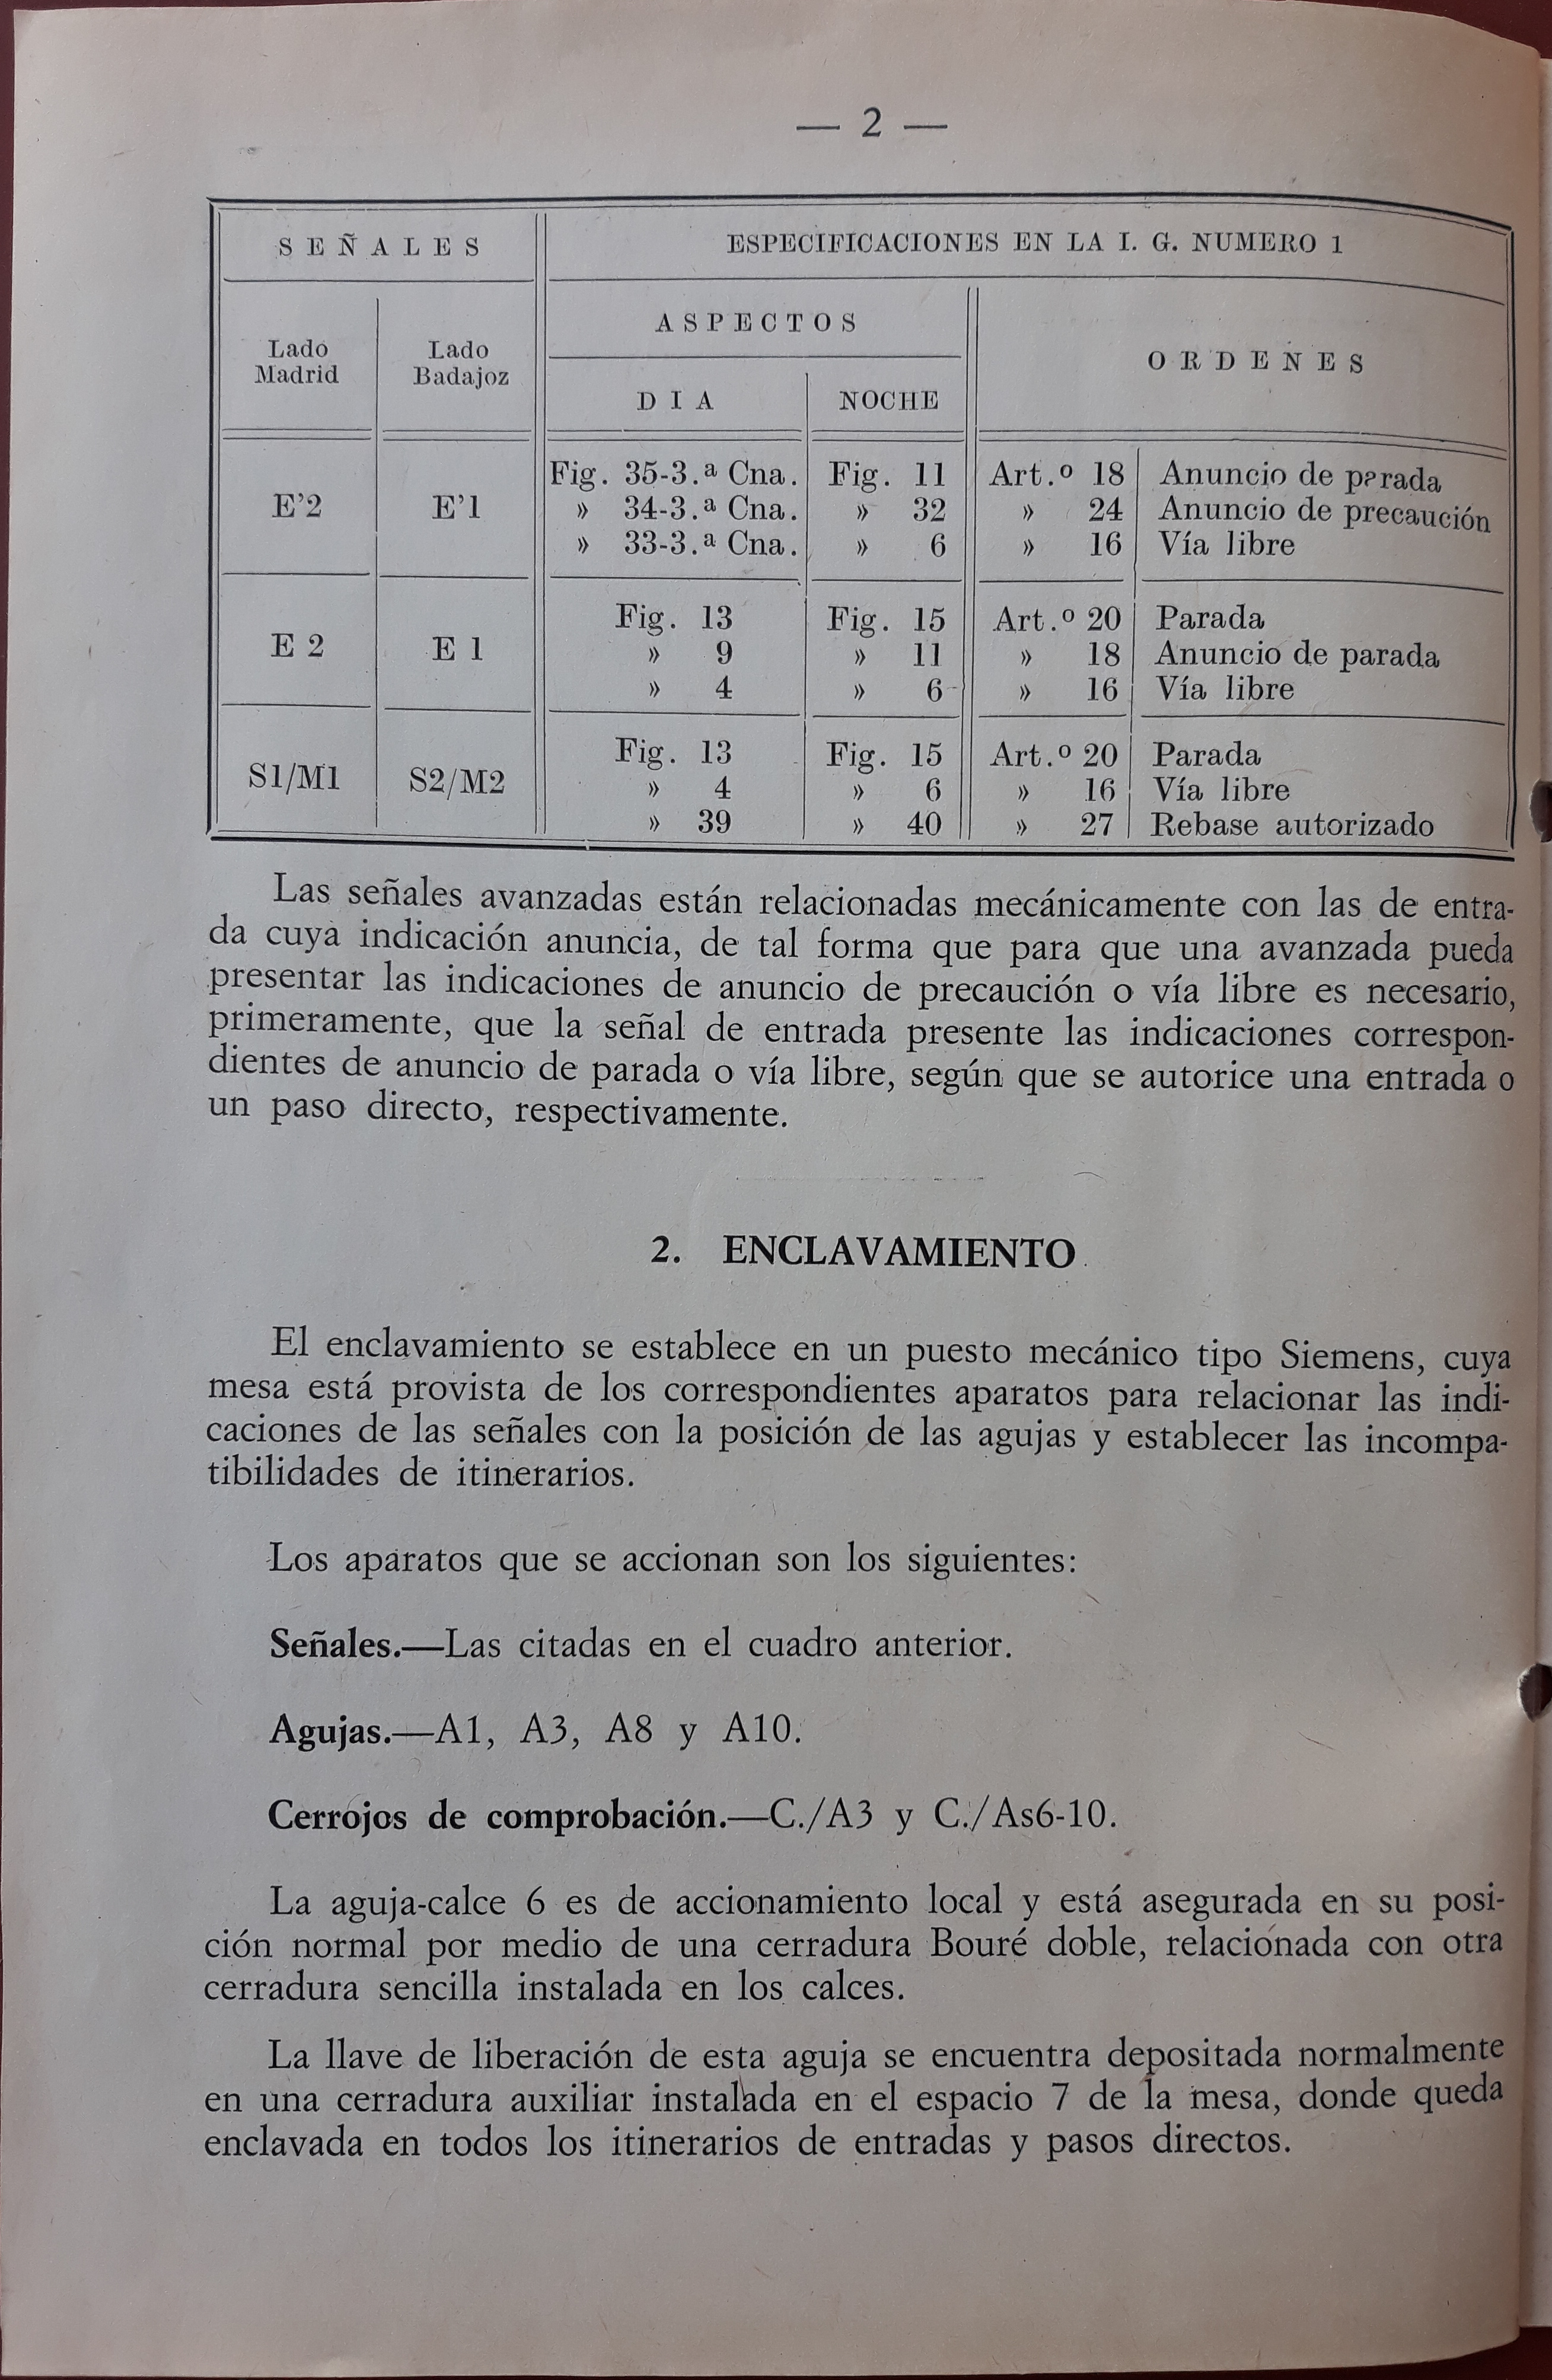 — 2 —
SEÑALES
ESPECIFICACIONES EN LA I. G. NUMERO 1
Lado Madrid
Lado Badajoz
ASPECTOS
ORDENES
DIA
NOCHE
E'2 E'1
Fig. 35-3.ª Cna. Fig. 11 Art.º 18 Anuncio de parada
» 34-3.ª Cna. » 32 » 24 Anuncio de precaución
» 33-3.ª Cna. » 6 » 16 Vía libre
E 2 E 1
Fig. 13 Fig. 15 Art.º 20 Parada
» 9 » 11 » 18 Anuncio de parada
» 4 » 6 » 16 Vía libre
S1/M1 S2/M2
Fig. 13 Fig. 15 Art.º 20 Parada
» 4 » 6 » 16 Vía libre
» 39 » 40 » 27 Rebase autorizado
Las señales avanzadas están relacionadas mecánicamente con las de entra-
da cuya indicación anuncia, de tal forma que para que una avanzada pueda
presentar las indicaciones de anuncio de precaución o vía libre es necesario,
primeramente, que la señal de entrada presente las indicaciones correspon-
dientes de anuncio de parada o vía libre, según que se autorice una entrada o
un paso directo, respectivamente.
2. ENCLAVAMIENTO
El enclavamiento se establece en un puesto mecánico tipo Siemens, cuya
mesa está provista de los correspondientes aparatos para relacionar las indi-
caciones de las señales con la posición de las agujas y establecer las incompa-
tibilidades de itinerarios.
Los aparatos que se accionan son los siguientes:
Señales.—Las citadas en el cuadro anterior.
Agujas.—A1, A3, A8 y A10.
Cerrojos de comprobación.—C./A3 y C./As6-10.
La aguja-calce 6 es de accionamiento local y está asegurada en su posi-
ción normal por medio de una cerradura Bouré doble, relacionada con otra
cerradura sencilla instalada en los calces.
La llave de liberación de esta aguja se encuentra depositada normalmente
en una cerradura auxiliar instalada en el espacio 7 de la mesa, donde queda
enclavada en todos los itinerarios de entradas y pasos directos.